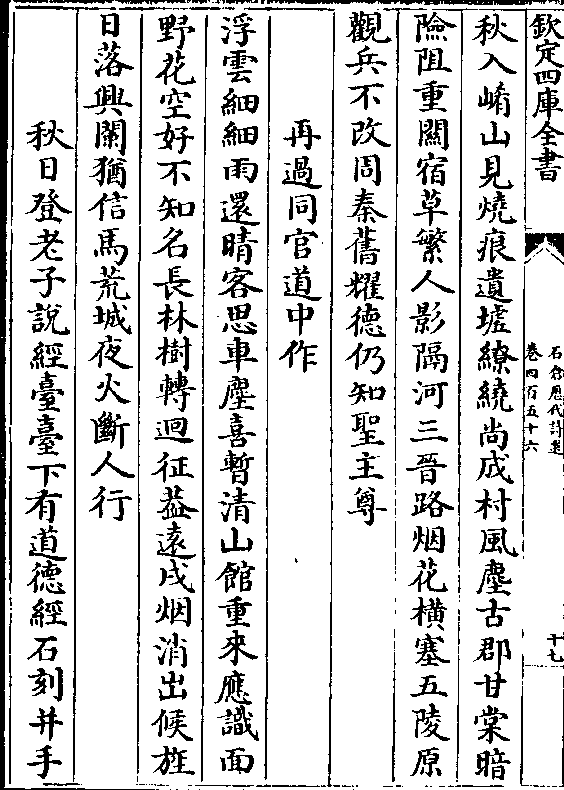 欽定四庫全書
石倉歷代詩選
卷四百五十六
十七
秋入崤山見燒痕遺墟繚繞尚成村風塵古郡甘棠暗
險阻重關宿草繁人影隔河三晉路烟花橫塞五陵原
觀兵不改周秦舊耀德仍知聖主尊
再過同官道中作
浮雲細細雨還晴客思車塵喜暫清山館重來應識面
野花空好不知名長林樹轉迴征葢遠戍烟消出候旌
日落興闌猶信馬荒城夜火斷人行
秋日登老子說經臺臺下有道德經石刻并手